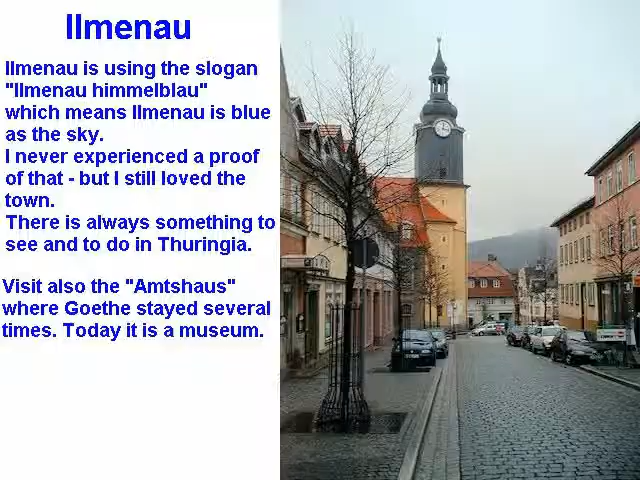 Ilmenau
Ilmenau is using the slogan
"Ilmenau himmelblau"
which means Ilmenau is blue
as the sky.
I never experienced a proof
of that - but I still loved the
town.
There is always something to
see and to do in Thuringia.
Visit also the "Amtshaus"
where Goethe stayed several
times. Today it is a museum.